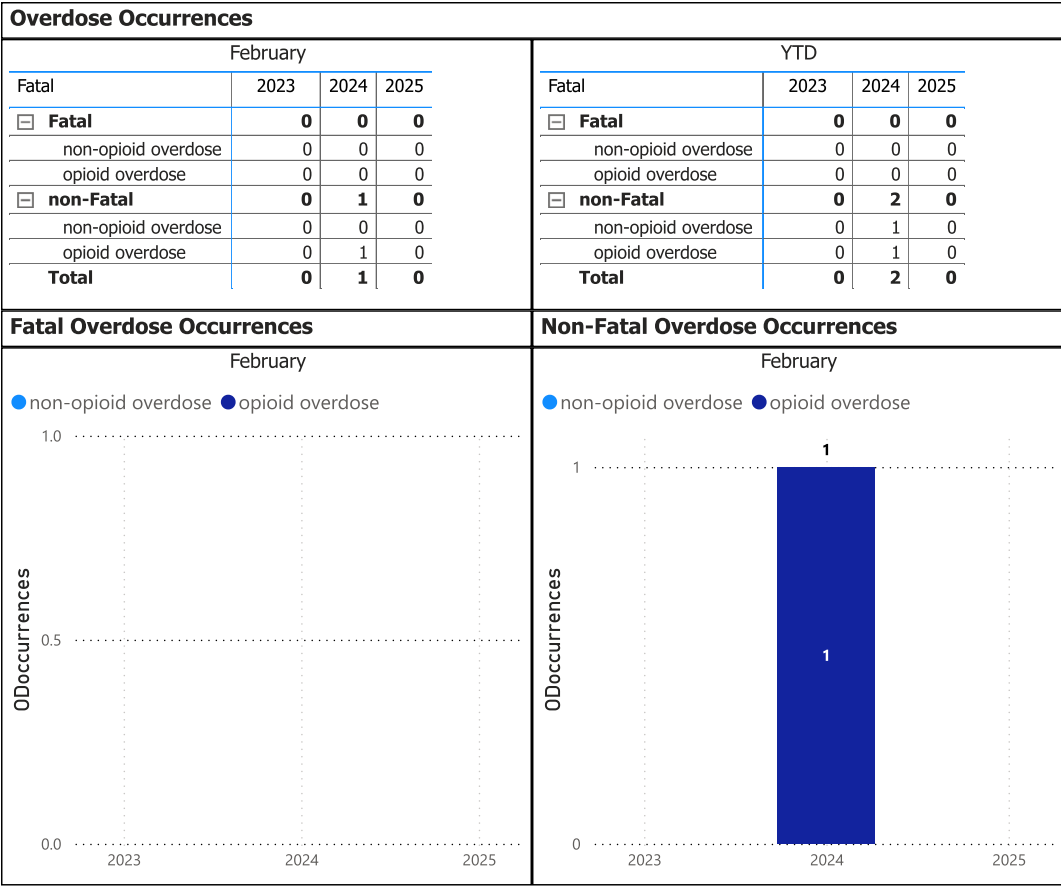 Overdose Occurrences
February
Fatal 2023 2024 2025
Fatal 0 0 0
non-opioid overdose 0 0 0
opioid overdose 0 0 0
non-Fatal 0 1 0
non-opioid overdose 0 0 0
opioid overdose 0 1 0
Total 0 1 0
YTD
Fatal 2023 2024 2025
Fatal 0 0 0
non-opioid overdose 0 0 0
opioid overdose 0 0 0
non-Fatal 0 2 0
non-opioid overdose 0 1 0
opioid overdose 0 1 0
Total 0 2 0
Fatal Overdose Occurrences
February
non-opioid overdose opioid overdose
1.0
0.5
0.0
ODoccurrences
2023 2024 2025
Non-Fatal Overdose Occurrences
February
non-opioid overdose opioid overdose
1
1
1
0
ODoccurrences
2023 2024 2025